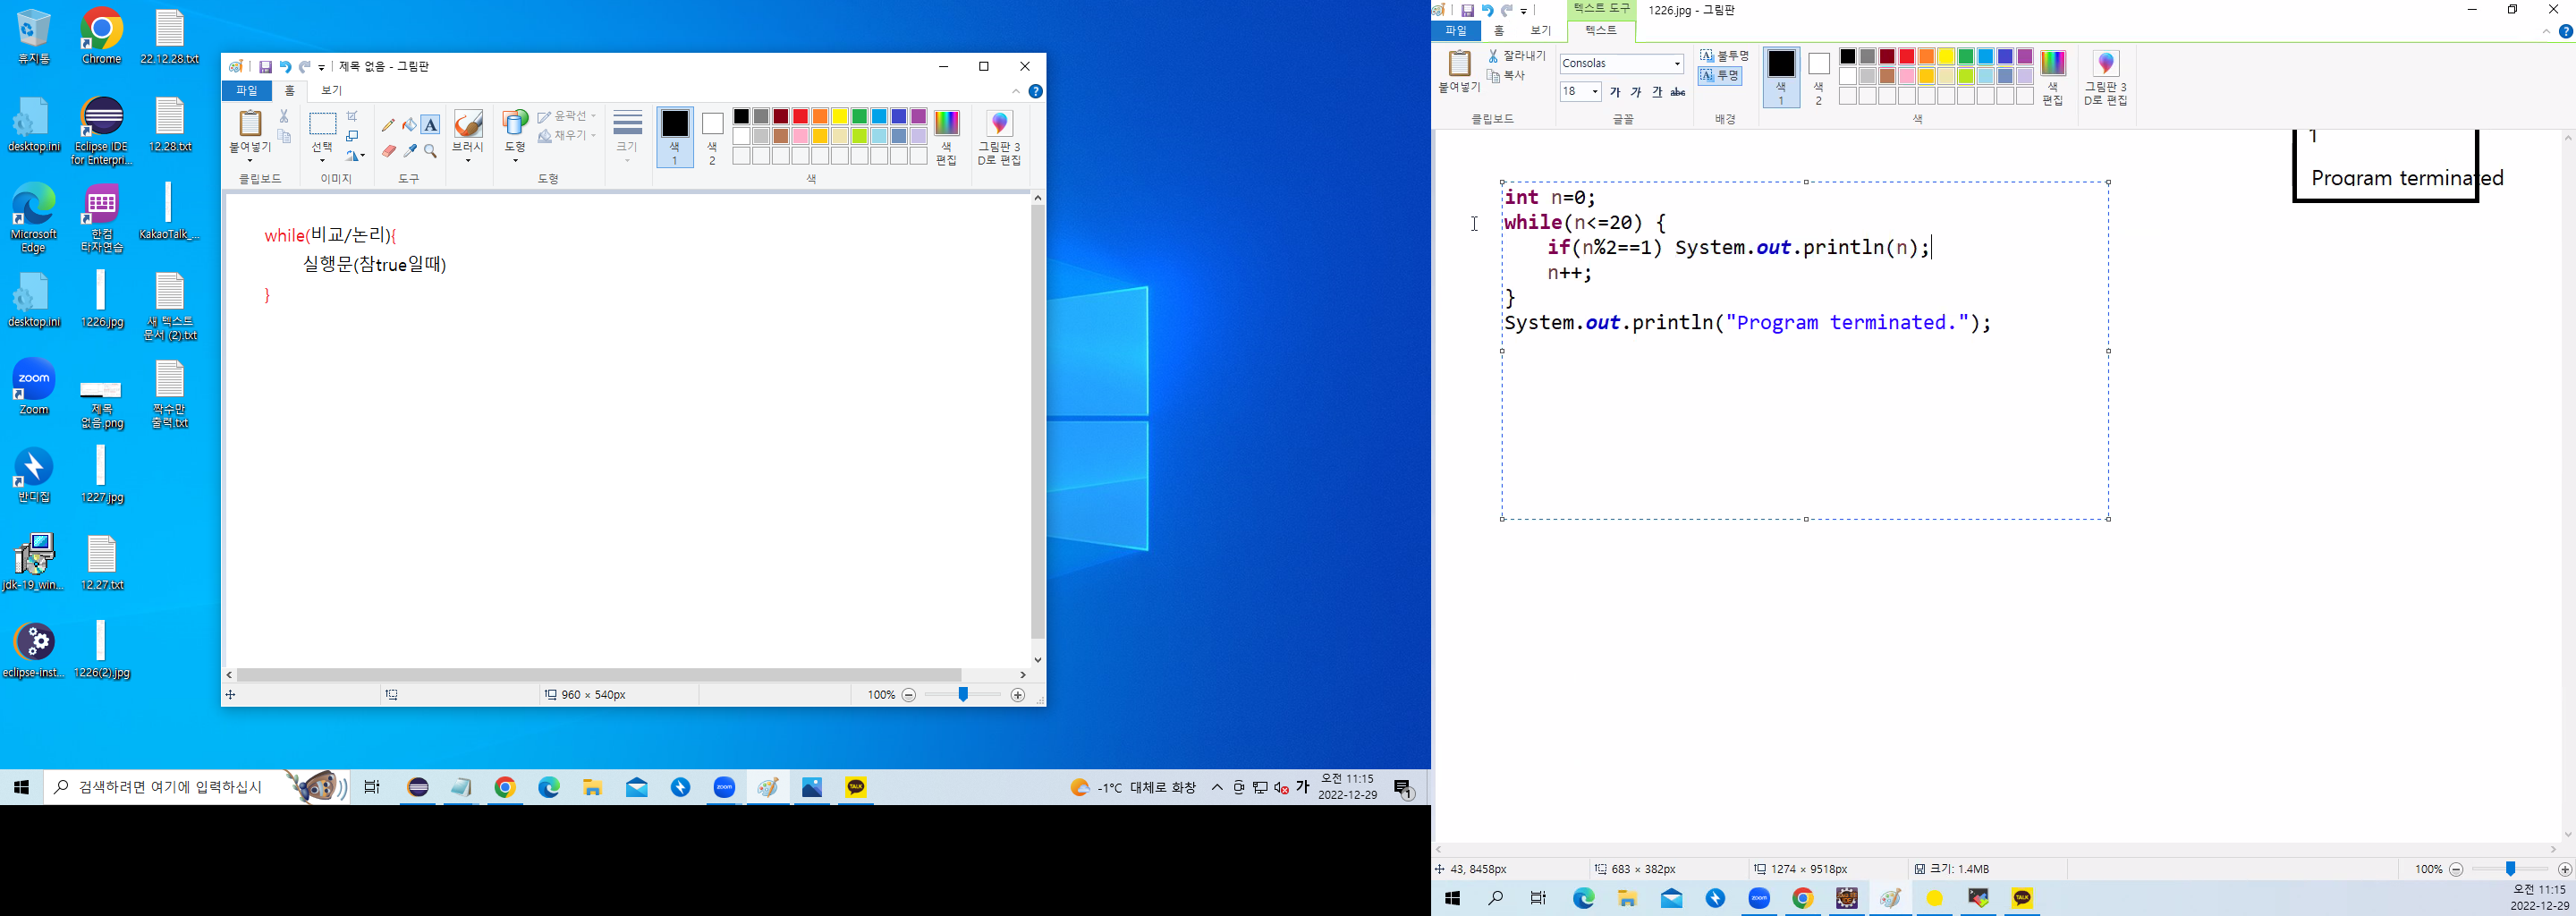 휴지통
Chrome
22.12.28.txt
desktop.ini
Eclipse IDE
for Enterpri...
12.28.txt
Microsoft
Edge
한컴
타자연습
KakaoTalk_...
desktop.ini
1226.jpg
새 텍스트
문서 (2).txt
zoom
Zoom
제목
없음.png
짝수만
출력.txt
반디집
1227.jpg
jdk-19_win...
12.27.txt
eclipse-inst...
1226(2).jpg
제목 없음 - 그림판
파일 홈 보기
붙여넣기
선택
브러시
도형
윤곽선
채우기
크기
색
1
색
2
색
편집
그림판 3
D로 편집
클립보드 이미지 도구 도형 색
while(비교/논리){
실행문(참true일때)
}
960 × 540px
100%
검색하려면 여기에 입력하십시
zoom
TALK
-1°C 대체로 화창
가
오전 11:15
2022-12-29
1
텍스트 도구
1226.jpg - 그림판
파일 홈 보기 텍스트
붙여넣기
잘라내기
복사
Consolas
18
가 가 가 abc
불투명
투명
색
1
색
2
색
편집
그림판 3
D로 편집
클립보드 글꼴 배경 색
1
Program terminated
int n=0;
while(n<=20) {
if(n%2==1) System.out.println(n);
n++;
}
System.out.println("Program terminated.");
43, 8458px
683 × 382px
1274 × 9518px
크기: 1.4MB
100%
zoom
TALK
오전 11:15
2022-12-29